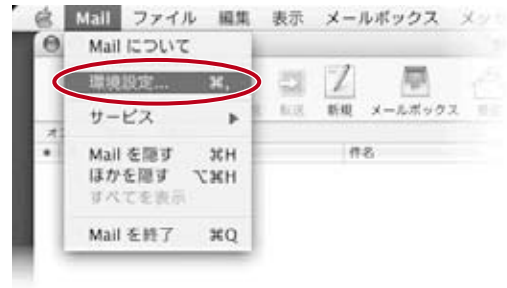 Mail ファイル 編集 表示 メールボックス
Mail について
環境設定... ⌘,
サービス ▶
Mail を隠す ⌘H
ほかを隠す ⌥⌘H
すべてを表示
Mail を終了 ⌘Q
転送 新規 メールボックス
件名